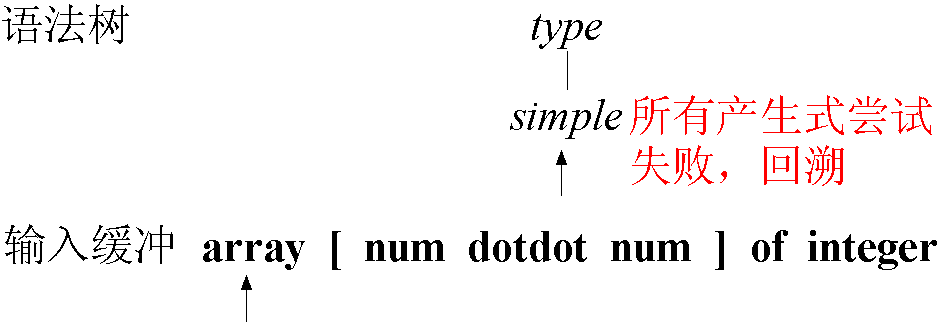 语法树 type
simple 所有产生式尝试
失败，回溯
输入缓冲 array [ num dotdot num ] of integer